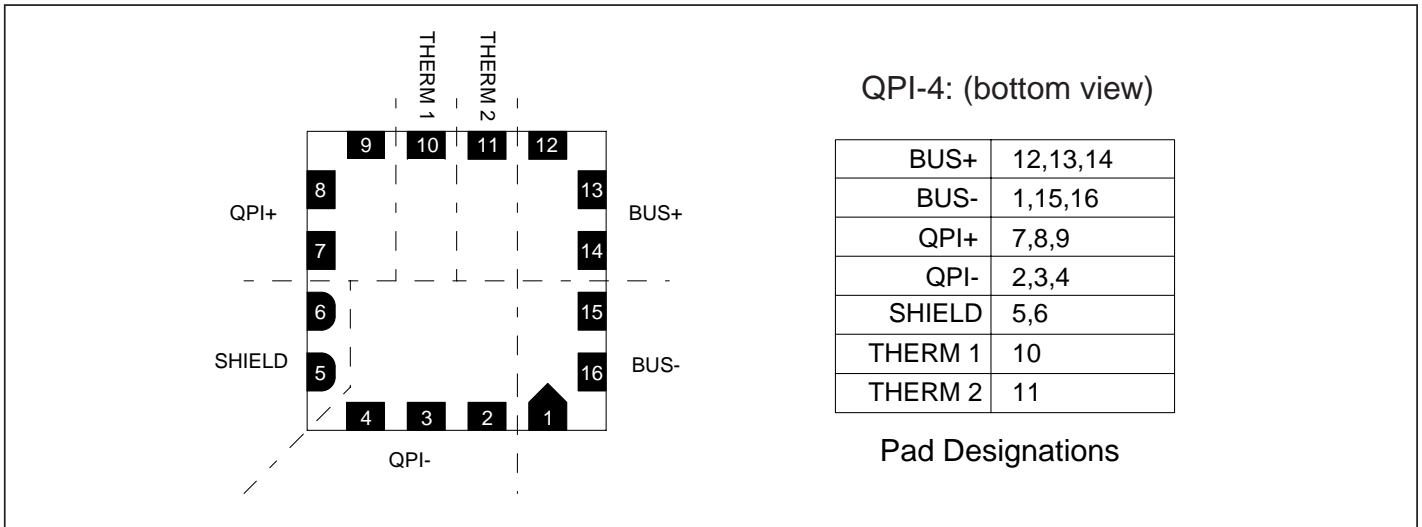 THERM 1
THERM 2
9 10 11 12
8
13
QPI+
BUS+
7
14
6
15
SHIELD
5
16
BUS-
4 3 2 1
QPI-
QPI-4: (bottom view)
BUS+ 12,13,14
BUS- 1,15,16
QPI+ 7,8,9
QPI- 2,3,4
SHIELD 5,6
THERM 1 10
THERM 2 11
Pad Designations